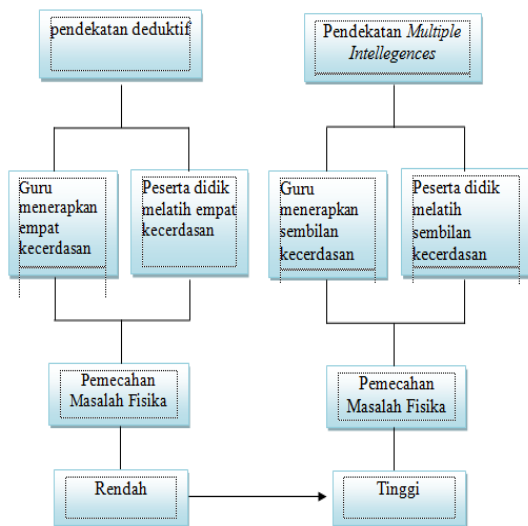 pendekatan deduktif
Pendekatan Multiple
Intellegences
Guru
menerapkan
empat
kecerdasan
Peserta didik
melatih empat
kecerdasan
Guru
menerapkan
sembilan
kecerdasan
Peserta didik
melatih
sembilan
kecerdasan
Pemecahan
Masalah Fisika
Pemecahan
Masalah Fisika
Rendah
Tinggi